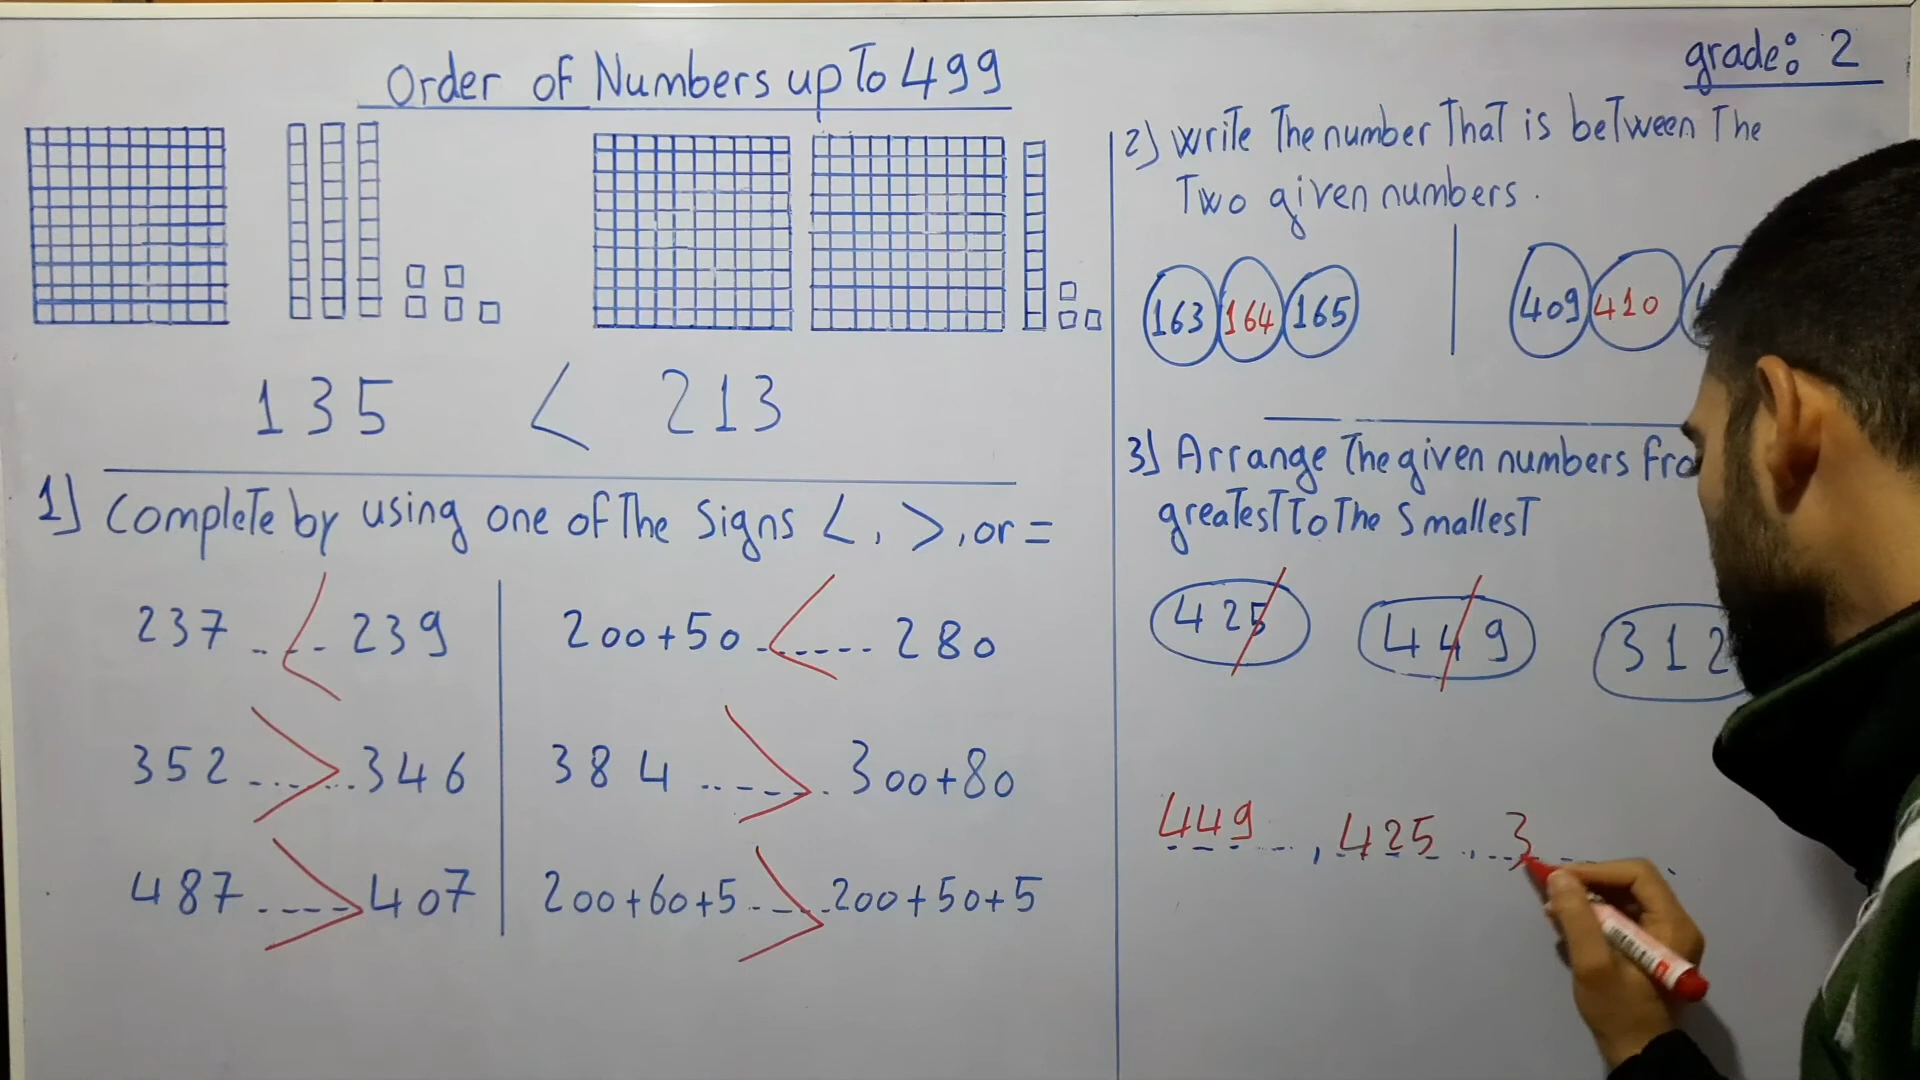 Order of Numbers up To 499
grade: 2
135 < 213
1) Complete by using one of The Signs <, >, or =
237 < 239
200+50 < 280
352 > 346
384 > 300+80
487 > 407
200+60+5 > 200+50+5
2) Write The number That is between The
Two given numbers.
163 164 165
409 410
3) Arrange The given numbers
greatest To The Smallest
425 449 312
449, 425, 3